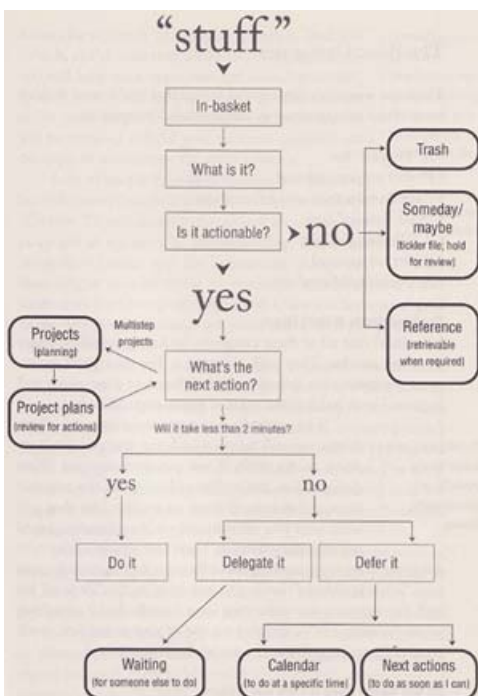 “stuff”
In-basket
What is it?
Trash
Is it actionable?
no
Someday/
maybe
(tickler file; hold
for review)
Reference
(retrievable
when required)
yes
Multistep
projects
Projects
(planning)
What's the
next action?
Project plans
(review for actions)
Will it take less than 2 minutes?
yes
no
Do it
Delegate it
Defer it
Waiting
(for someone else to do)
Calendar
(to do at a specific time)
Next actions
(to do as soon as I can)